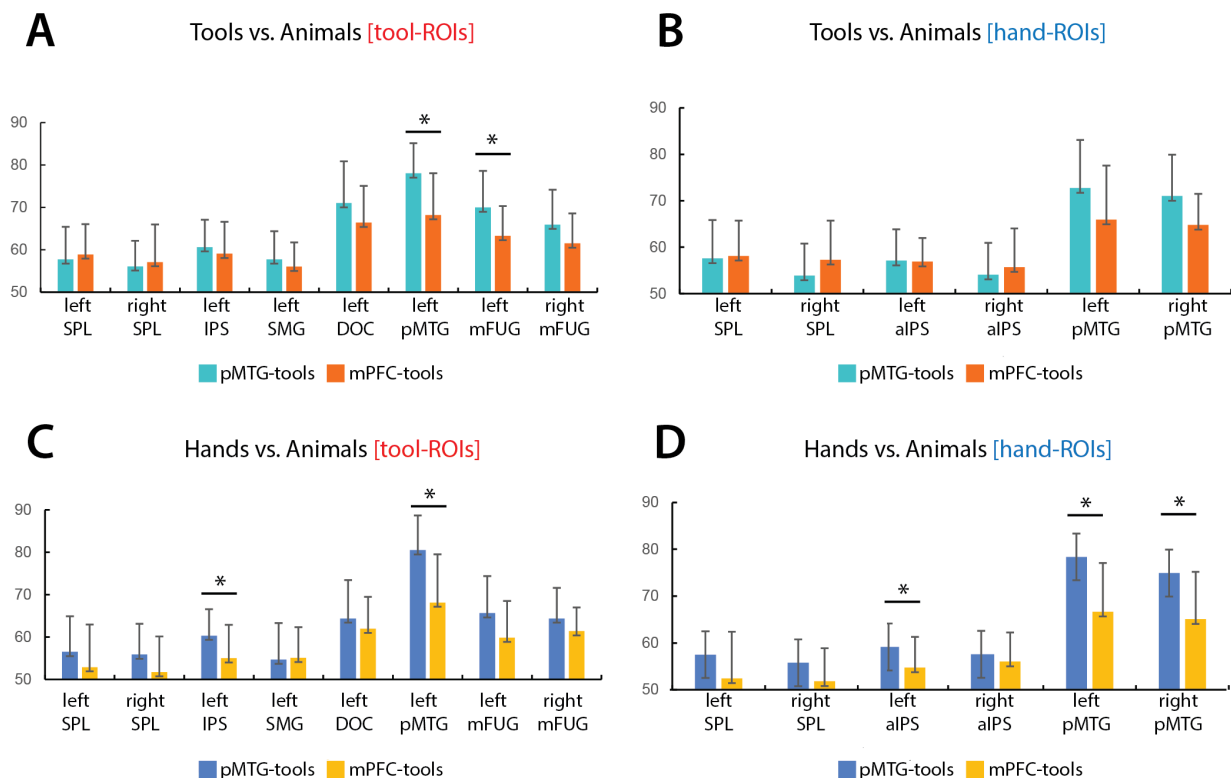 A
Tools vs. Animals [tool-ROIs]
90
80
70
60
50
*
*
left right left left left left left right
SPL SPL IPS SMG DOC pMTG mFUG mFUG
pMTG-tools mPFC-tools
B
Tools vs. Animals [hand-ROIs]
90
80
70
60
50
left right left right left right
SPL SPL aIPS aIPS pMTG pMTG
pMTG-tools mPFC-tools
C
Hands vs. Animals [tool-ROIs]
90
80
70
60
50
*
*
left right left left left left left right
SPL SPL IPS SMG DOC pMTG mFUG mFUG
pMTG-tools mPFC-tools
D
Hands vs. Animals [hand-ROIs]
90
80
70
60
50
*
*
*
left right left right left right
SPL SPL aIPS aIPS pMTG pMTG
pMTG-tools mPFC-tools